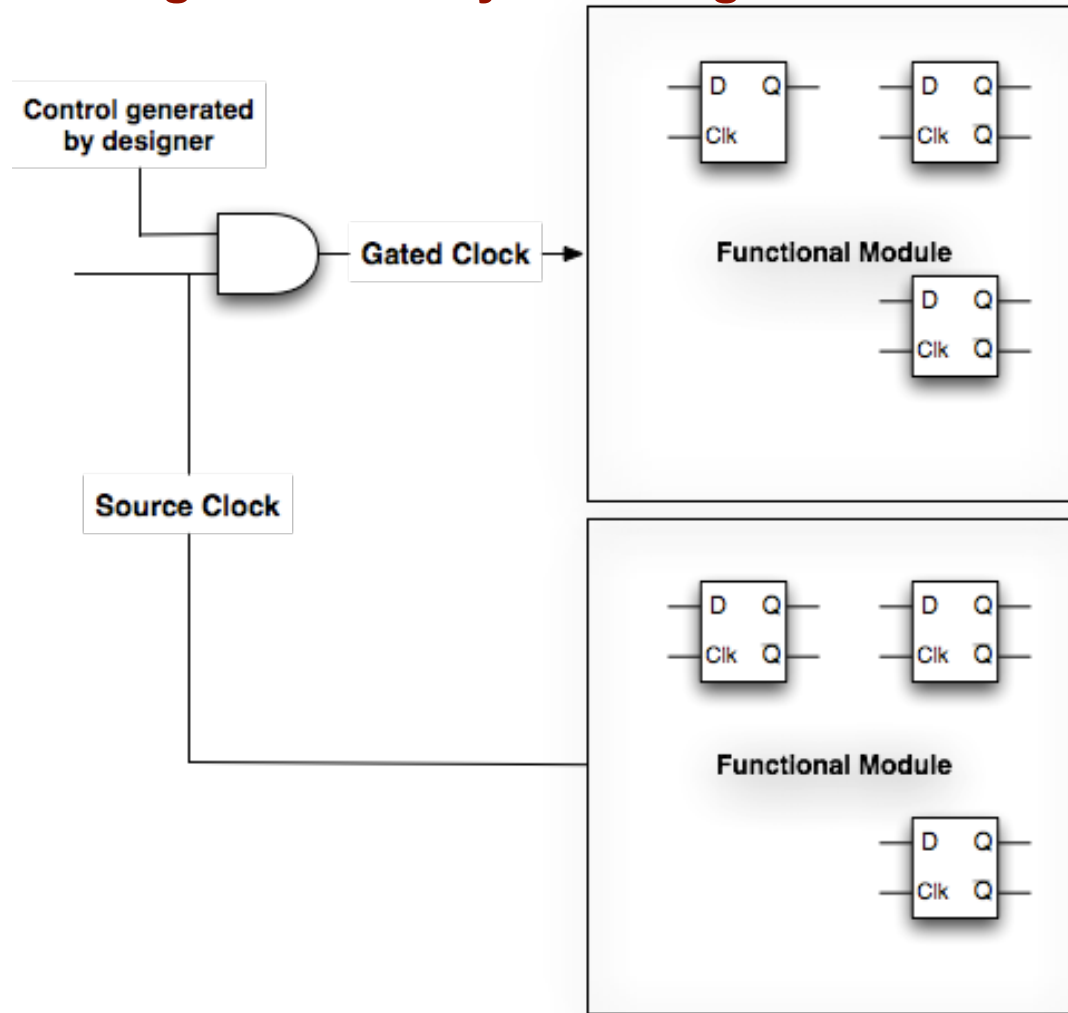 Control generated
by designer
D Q
Clk
D Q
Clk Q̅
Gated Clock
Functional Module
D Q
Clk Q̅
Source Clock
D Q
Clk Q̅
D Q
Clk Q̅
Functional Module
D Q
Clk Q̅